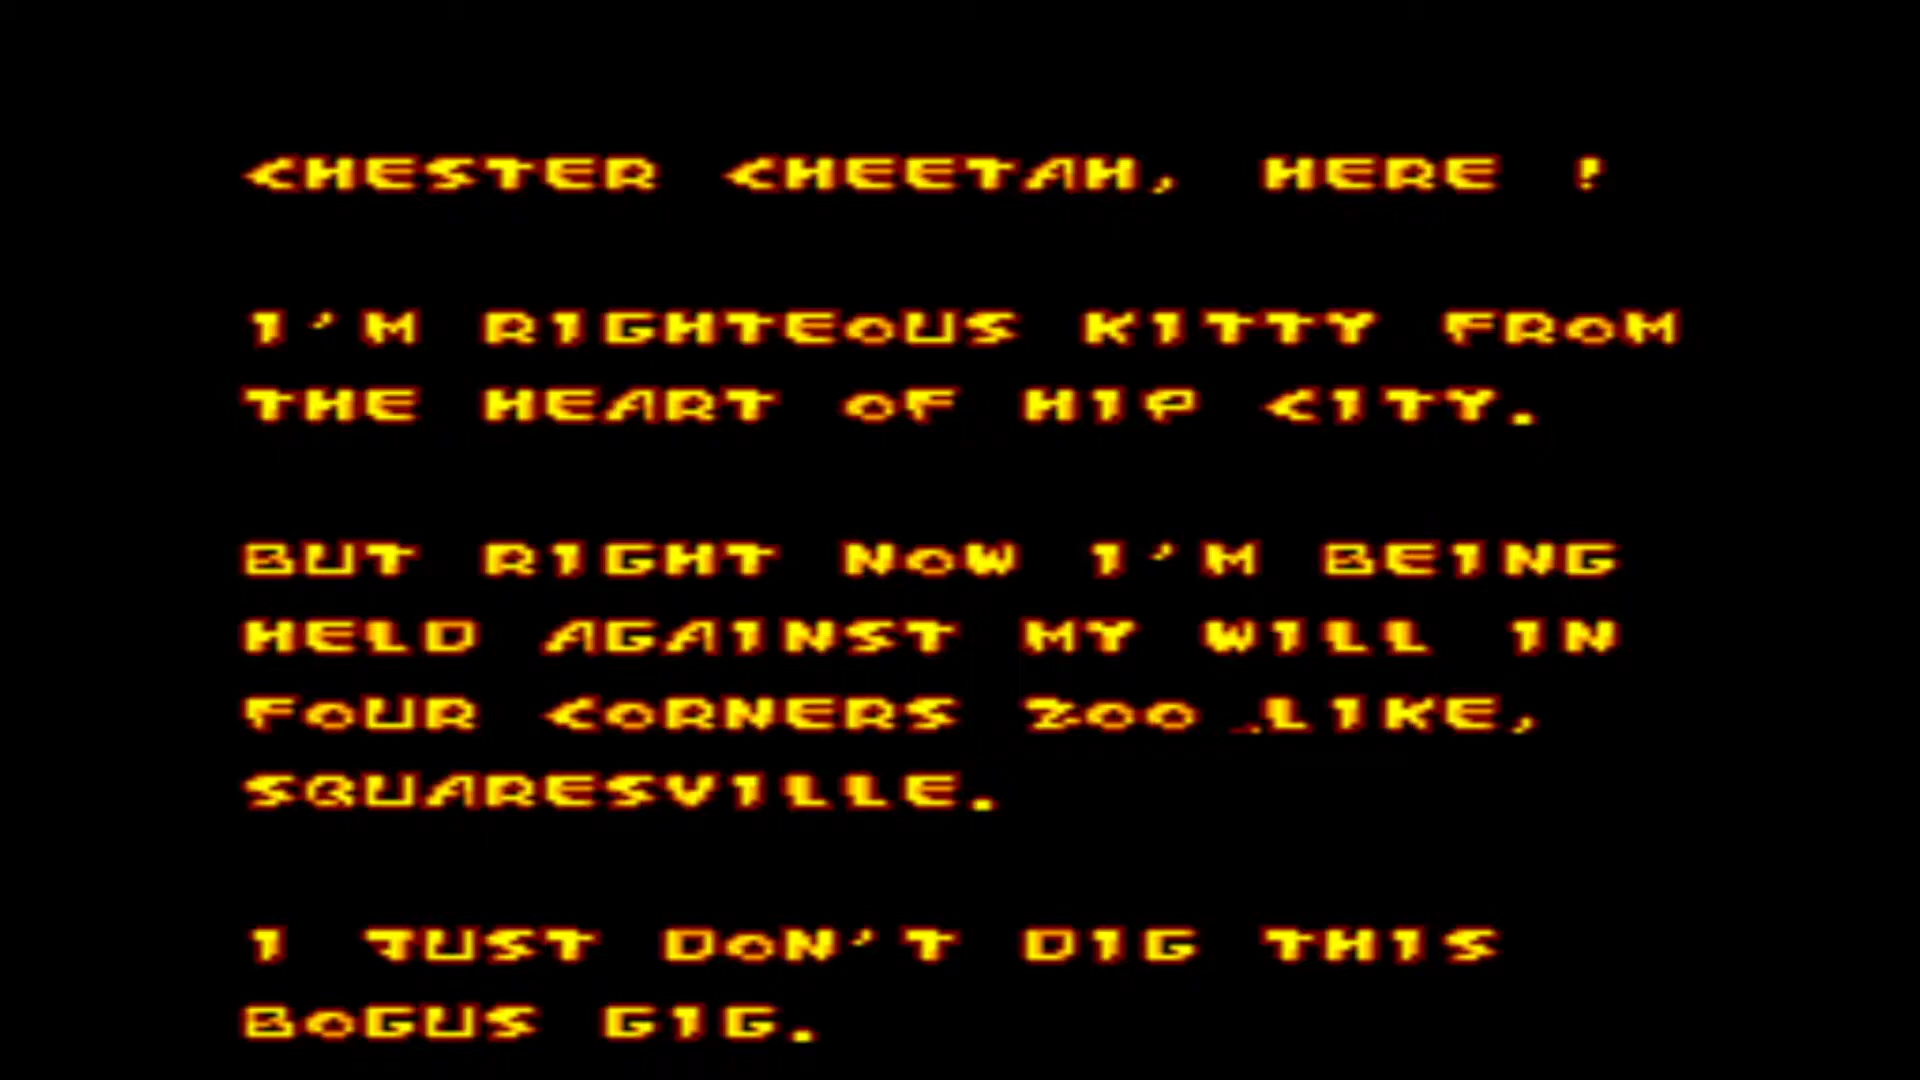 CHESTER CHEETAH, HERE !
I'M RIGHTEOUS KITTY FROM
THE HEART OF HIP CITY.
BUT RIGHT NOW I'M BEING
HELD AGAINST MY WILL IN
FOUR CORNERS ZOO .LIKE,
SQUARESVILLE.
I JUST DON'T DIG THIS
BOGUS GIG.